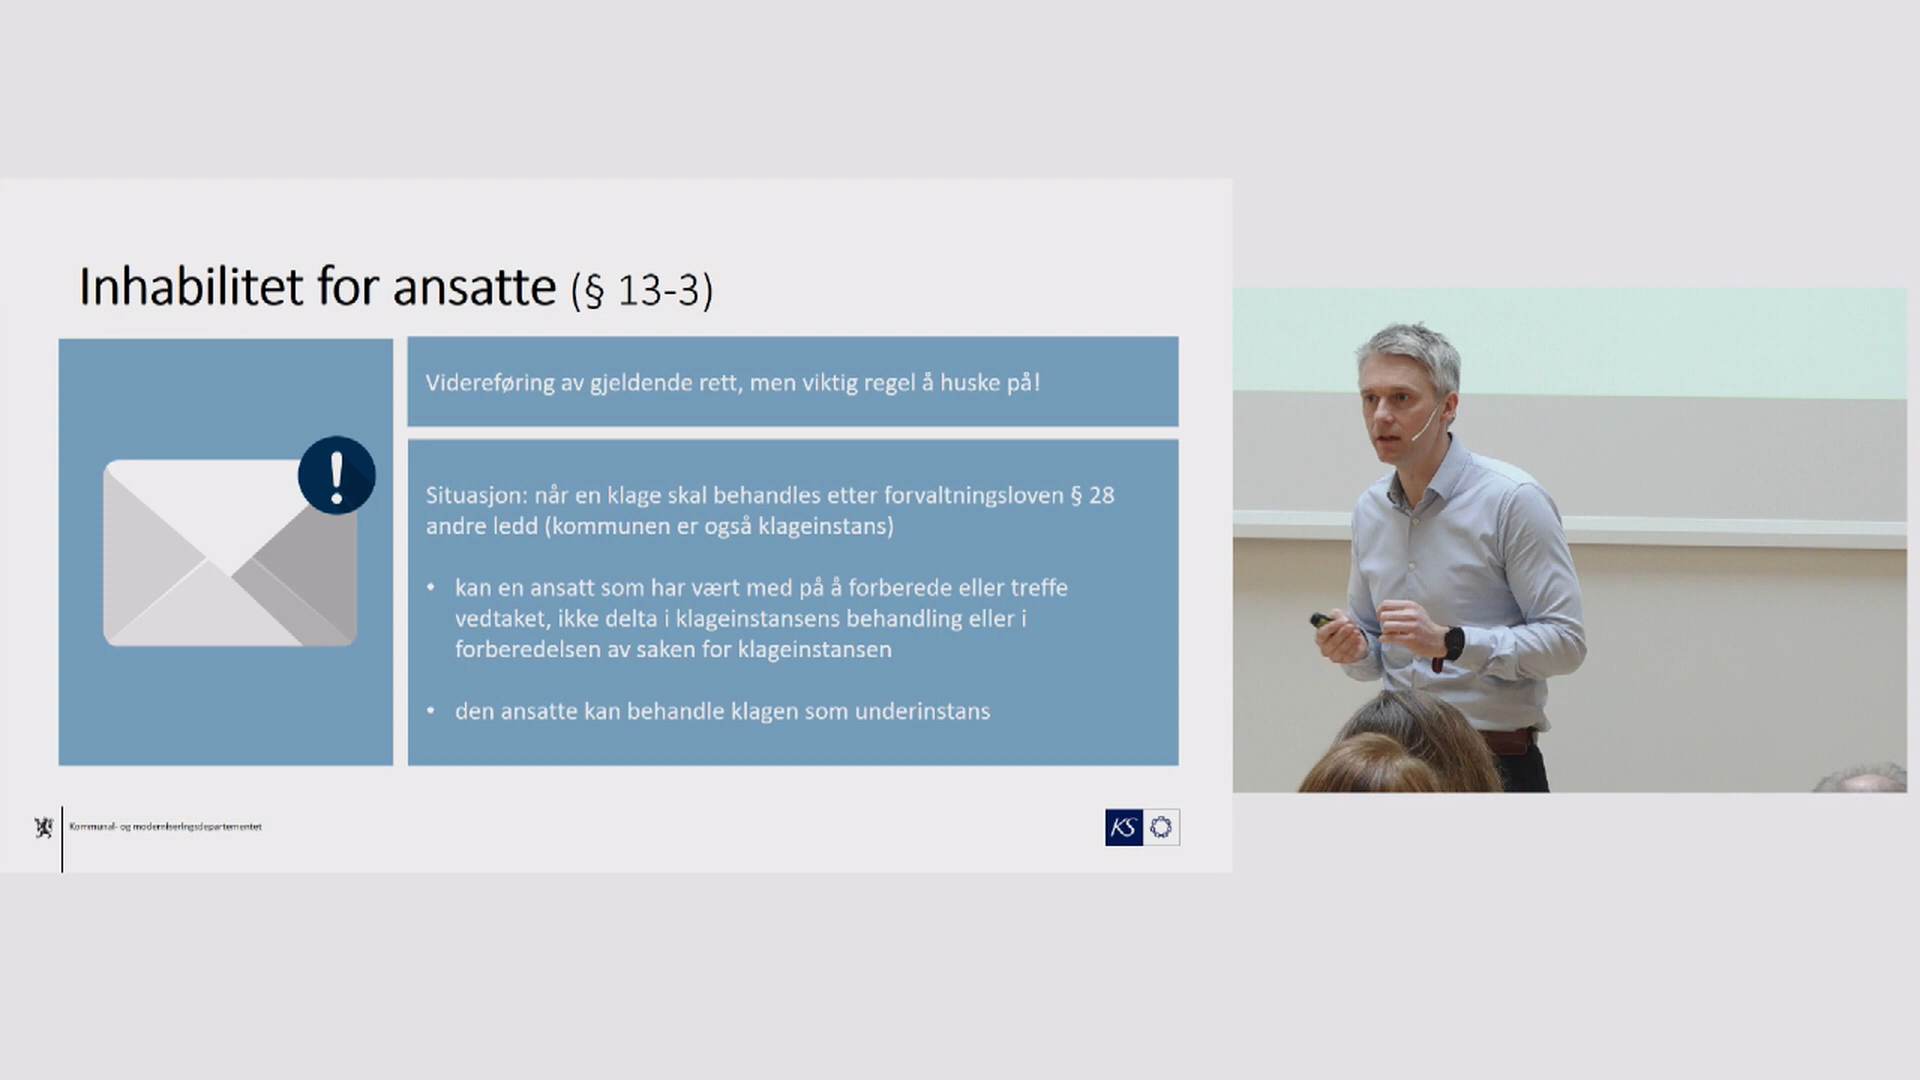 Inhabilitet for ansatte (§ 13-3)
Videreføring av gjeldende rett, men viktig regel å huske på!
Situasjon: når en klage skal behandles etter forvaltningsloven § 28
andre ledd (kommunen er også klageinstans)
• kan en ansatt som har vært med på å forberede eller treffe
vedtaket, ikke delta i klageinstansens behandling eller i
forberedelsen av saken for klageinstansen
• den ansatte kan behandle klagen som underinstans
Kommunal- og moderniseringsdepartementet
KS